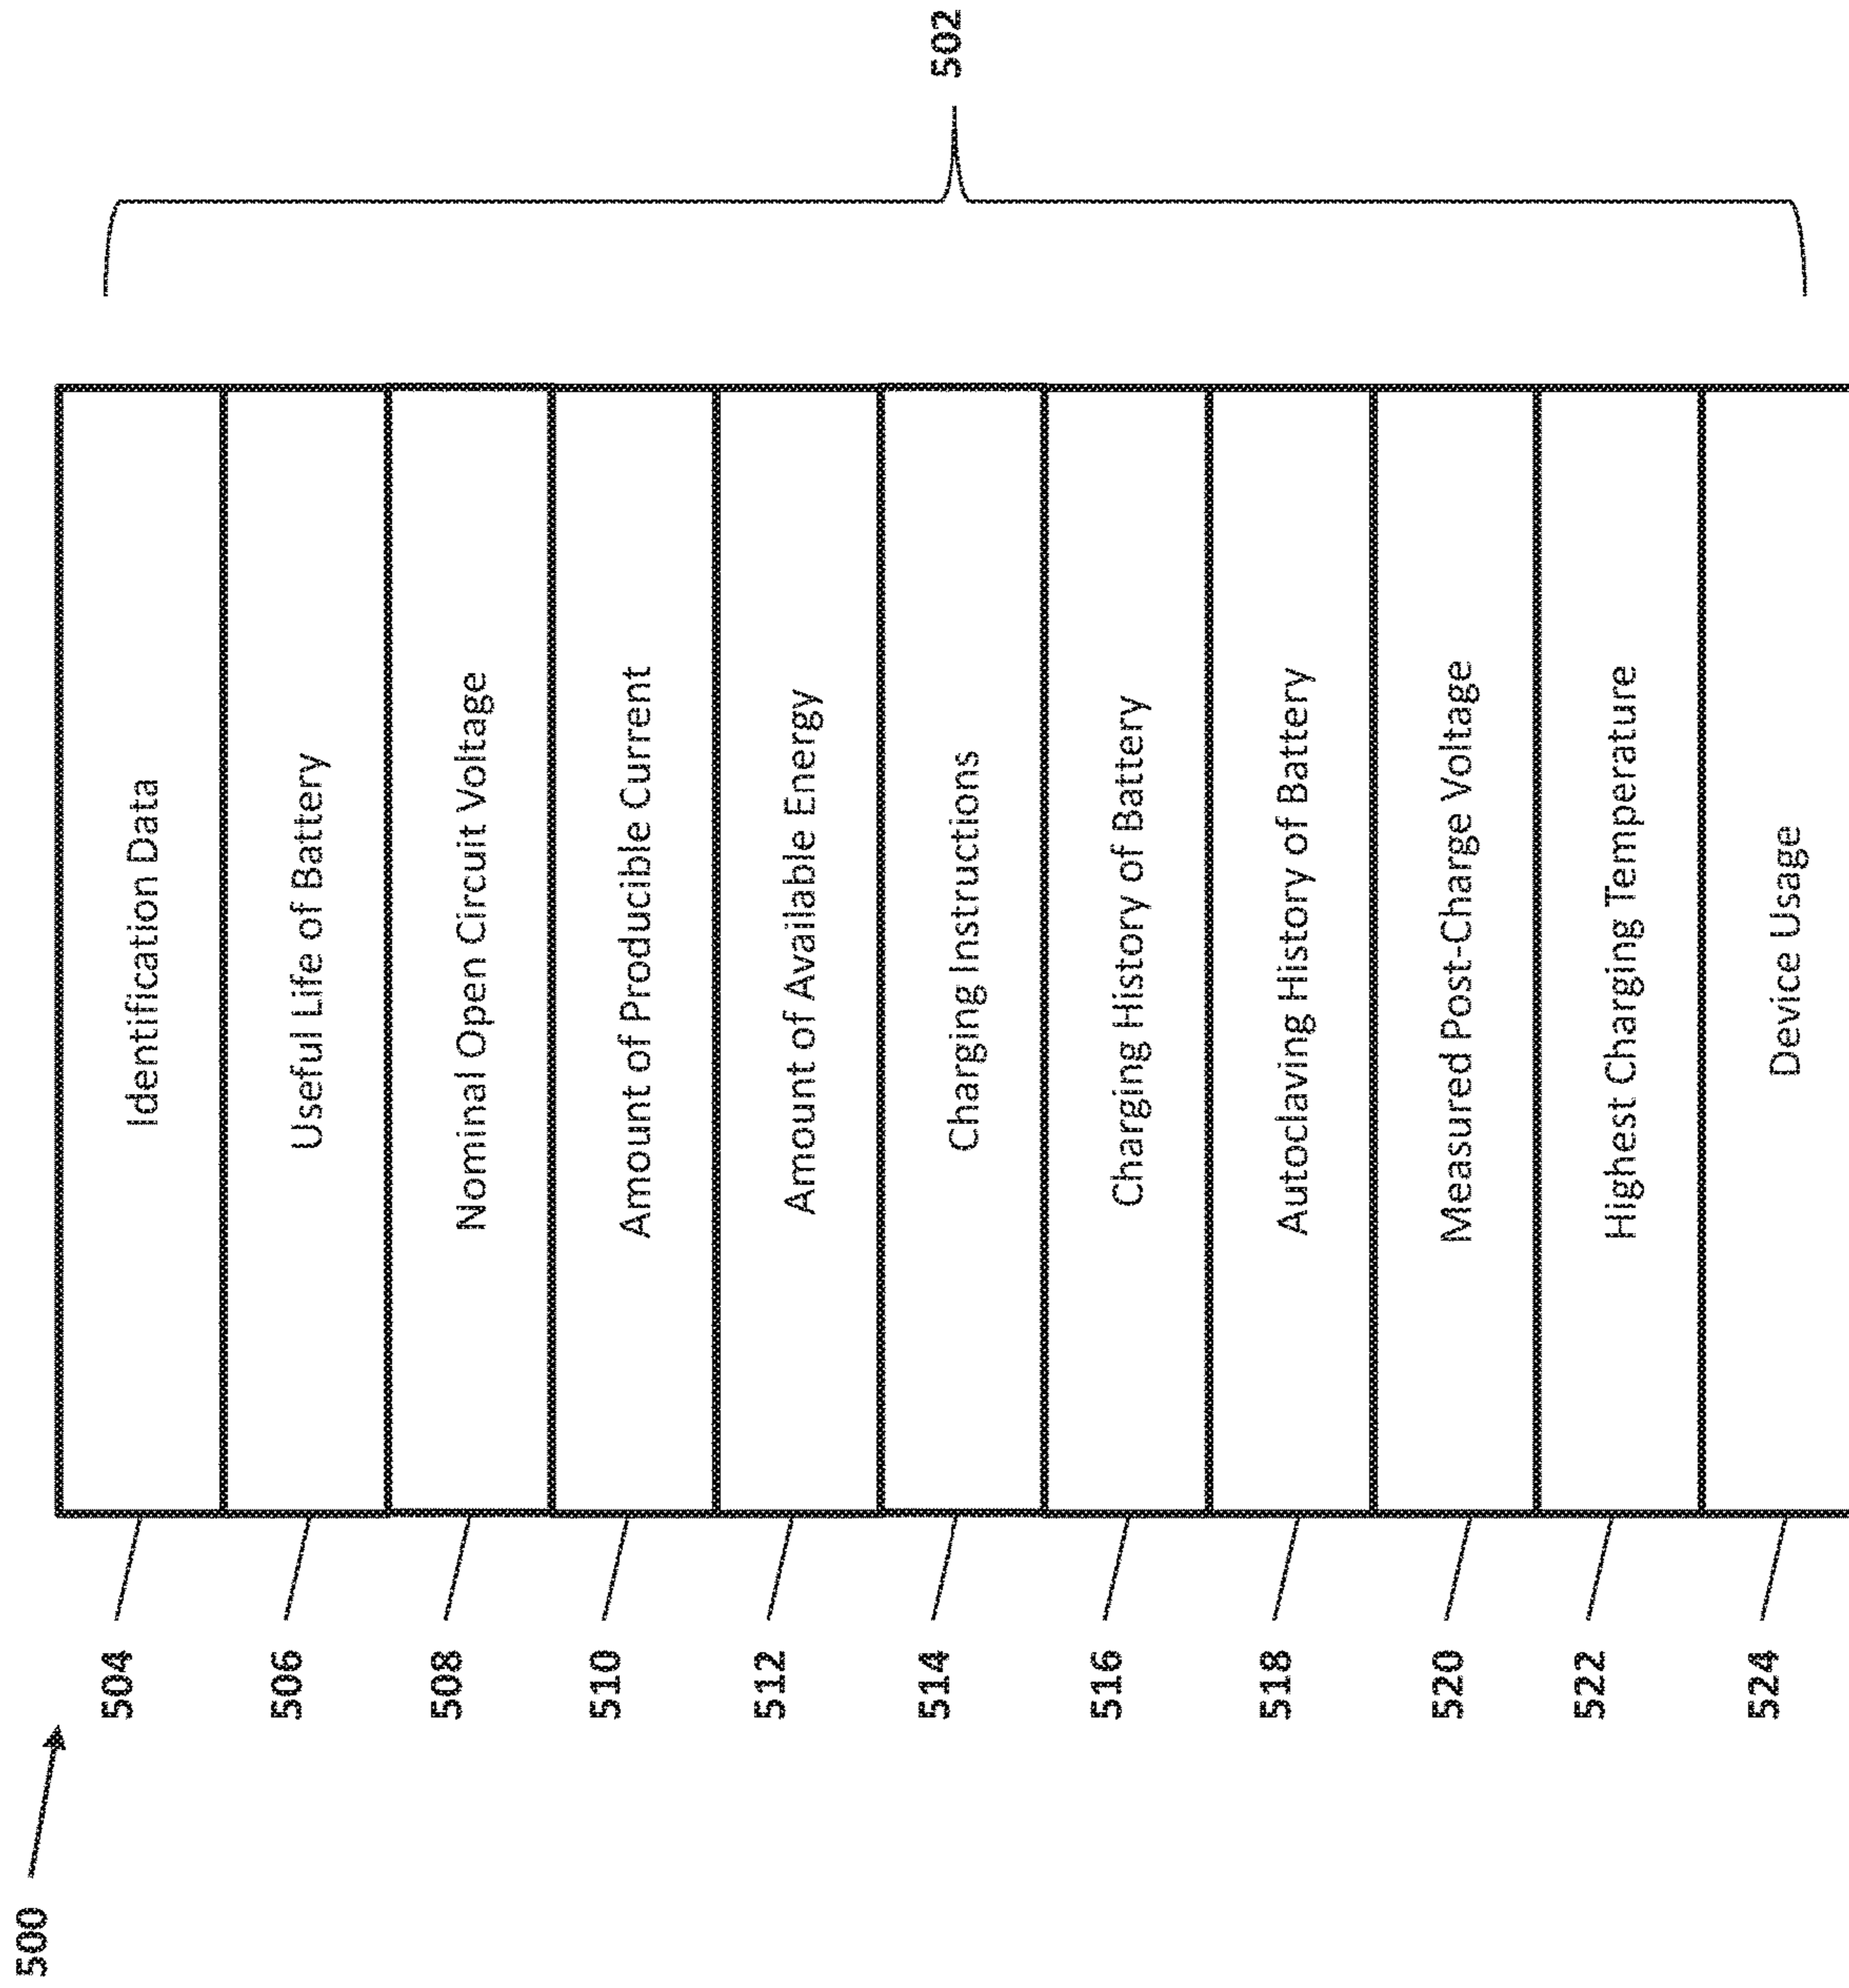 500
504
Identification Data
506
Useful Life of Battery
508
Nominal Open Circuit Voltage
510
Amount of Producible Current
512
Amount of Available Energy
514
Charging Instructions
516
Charging History of Battery
518
Autoclaving History of Battery
520
Measured Post-Charge Voltage
522
Highest Charging Temperature
524
Device Usage
502